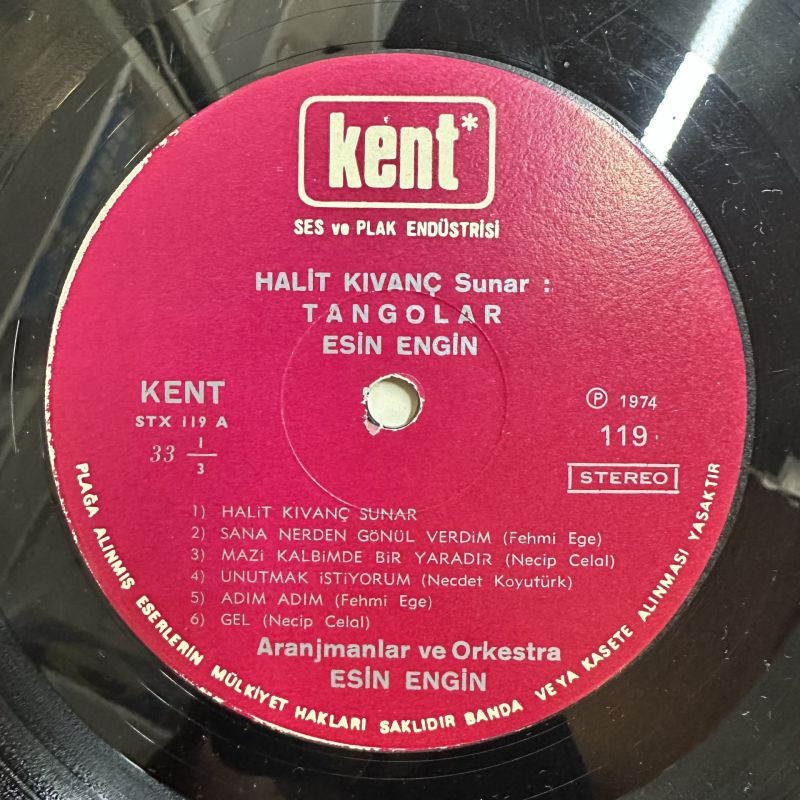 kent*
SES ve PLAK ENDÜSTRİSİ
HALİT KIVANÇ Sunar :
TANGOLAR
ESİN ENGİN
KENT
STX 119 A
33 1/3
℗ 1974
119
STEREO
1) HALİT KIVANÇ SUNAR
2) SANA NERDEN GÖNÜL VERDİM (Fehmi Ege)
3) MAZİ KALBİMDE BİR YARADIR (Necip Celal)
4) UNUTMAK İSTİYORUM (Necdet Koyutürk)
5) ADIM ADIM (Fehmi Ege)
6) GEL (Necip Celal)
Aranjmanlar ve Orkestra
ESİN ENGİN
PLAĞA ALINMIŞ ESERLERİN MÜLKİYET HAKLARI SAKLIDIR BANDA VEYA KASETE ALINMASI YASAKTIR